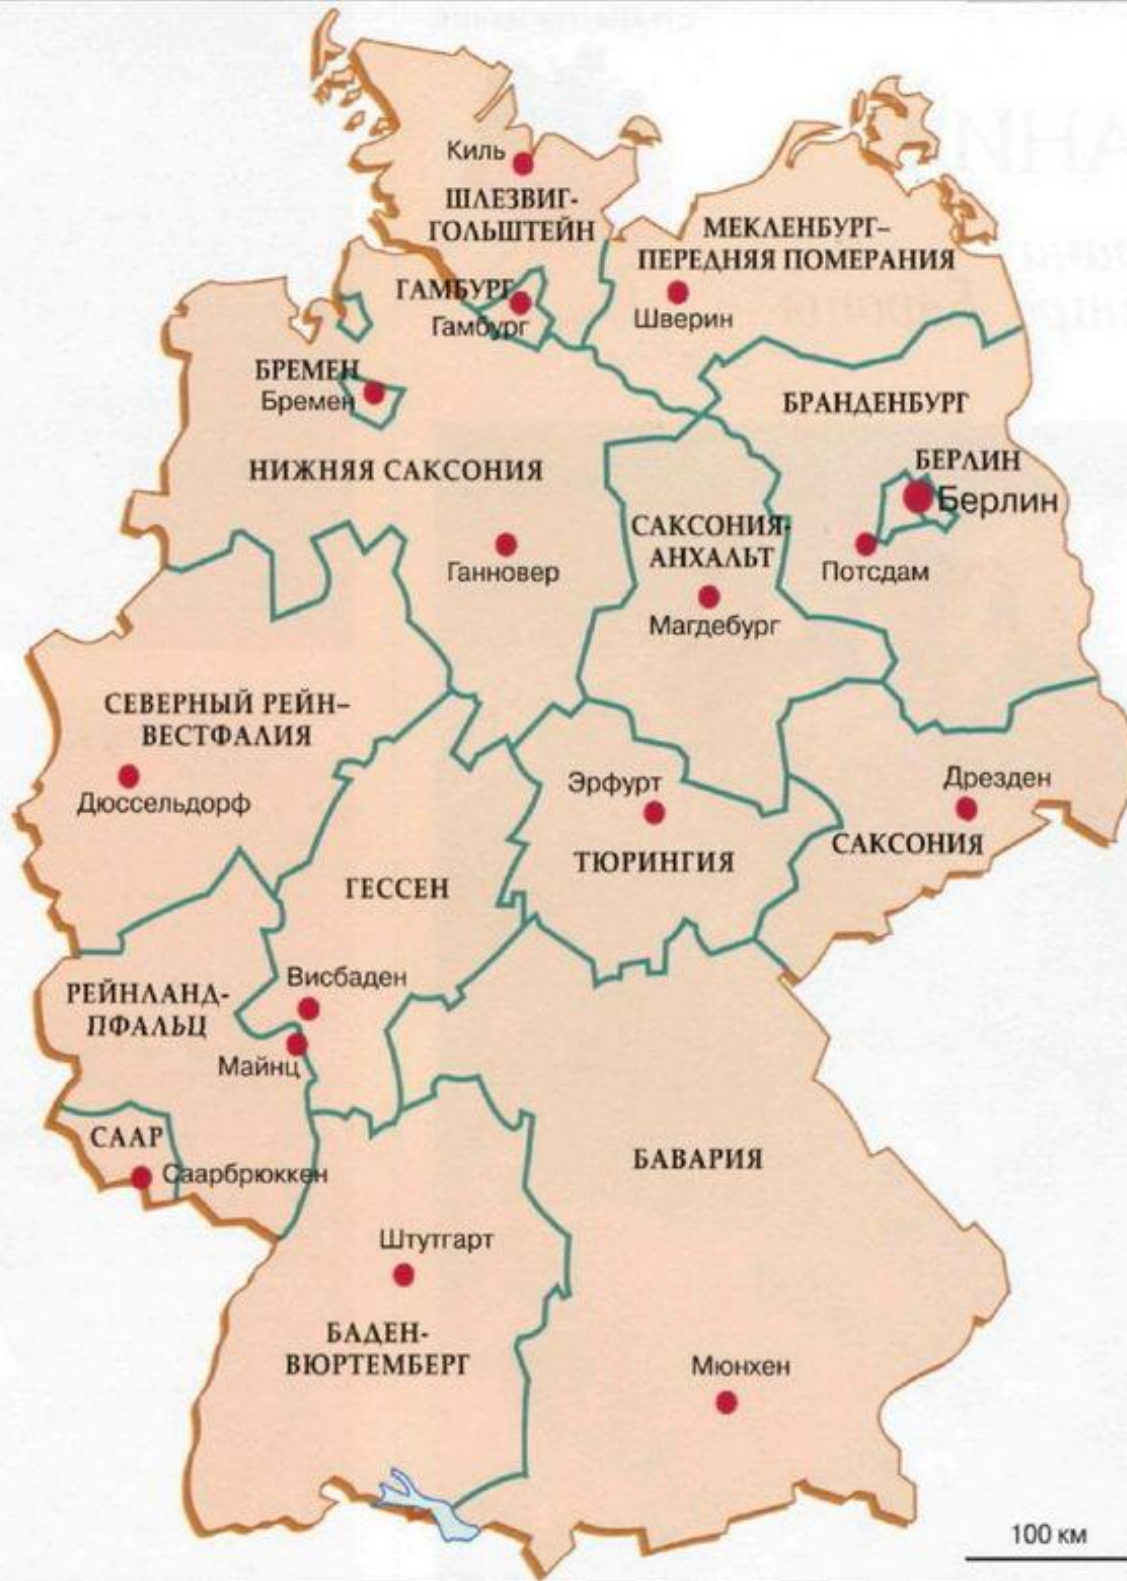 Киль
ШЛЕЗВИГ-
ГОЛЬШТЕЙН
МЕКЛЕНБУРГ–
ПЕРЕДНЯЯ ПОМЕРАНИЯ
Шверин
ГАМБУРГ
Гамбург
БРЕМЕН
Бремен
БРАНДЕНБУРГ
БЕРЛИН
Берлин
Потсдам
НИЖНЯЯ САКСОНИЯ
Ганновер
САКСОНИЯ-
АНХАЛЬТ
Магдебург
СЕВЕРНЫЙ РЕЙН–
ВЕСТФАЛИЯ
Дюссельдорф
Эрфурт
ТЮРИНГИЯ
Дрезден
САКСОНИЯ
ГЕССЕН
Висбаден
РЕЙНЛАНД-
ПФАЛЬЦ
Майнц
СААР
Саарбрюккен
БАВАРИЯ
Штутгарт
БАДЕН-
ВЮРТЕМБЕРГ
Мюнхен
100 км